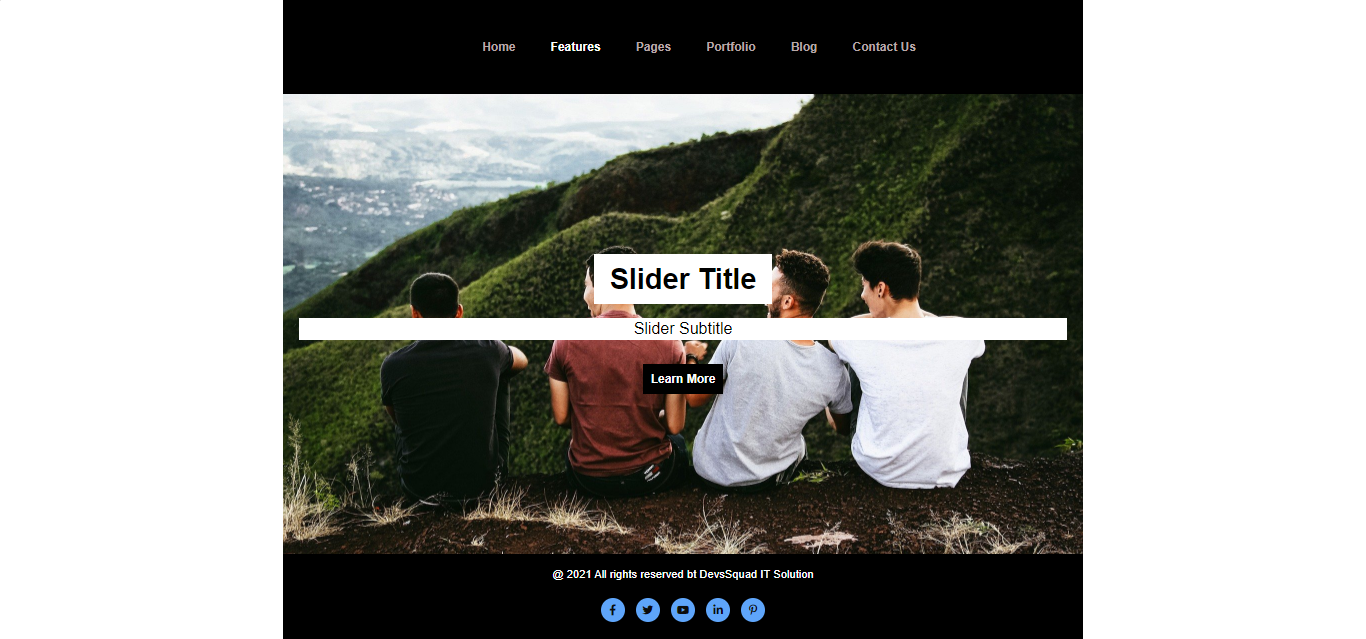 Home Features Pages Portfolio Blog Contact Us
Slider Title
Slider Subtitle
Learn More
@ 2021 All rights reserved bt DevsSquad IT Solution